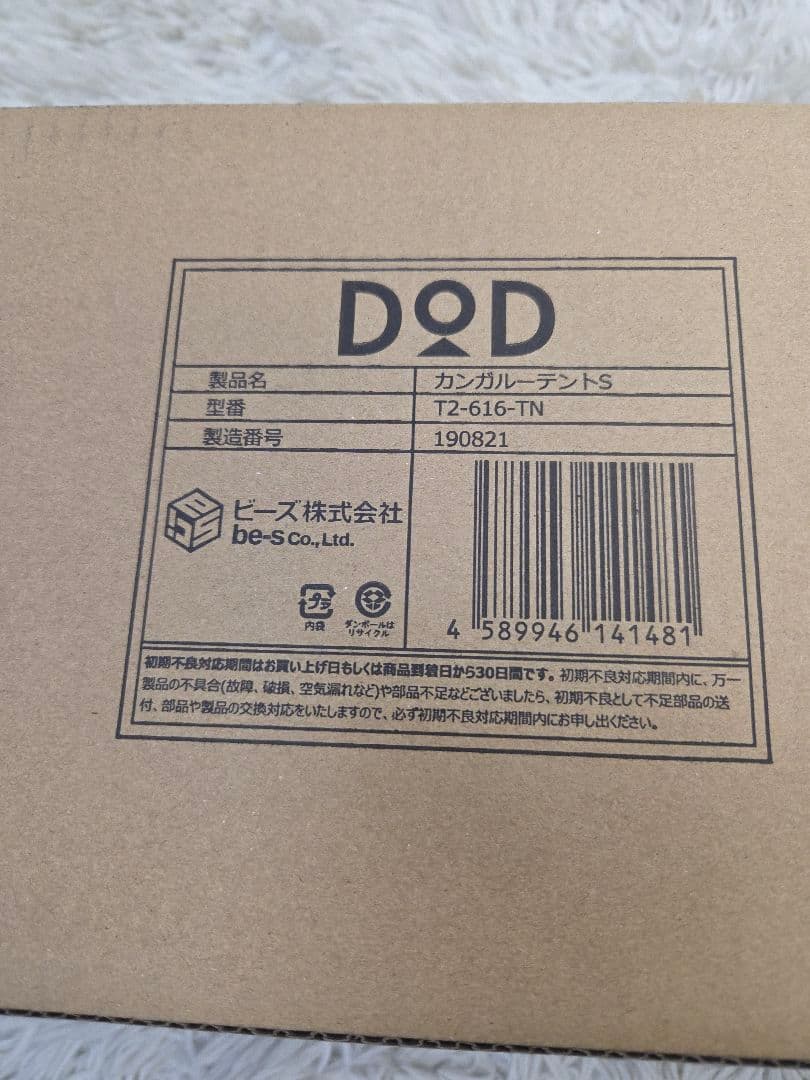 DOD
製品名 カンガルーテントS
型番 T2-616-TN
製造番号 190821
ビーズ株式会社
be-s Co.,Ltd.
プラ
内袋
ダンボールは
リサイクル
4 589946 141481
初期不良対応期間はお買い上げ日もしくは商品到着日から30日間です。初期不良対応期間内に、万一
製品の不具合(故障、破損、空気漏れなど)や部品不足などございましたら、初期不良として不足部品の送
付、部品や製品の交換対応をいたしますので、必ず初期不良対応期間内にお申し出ください。